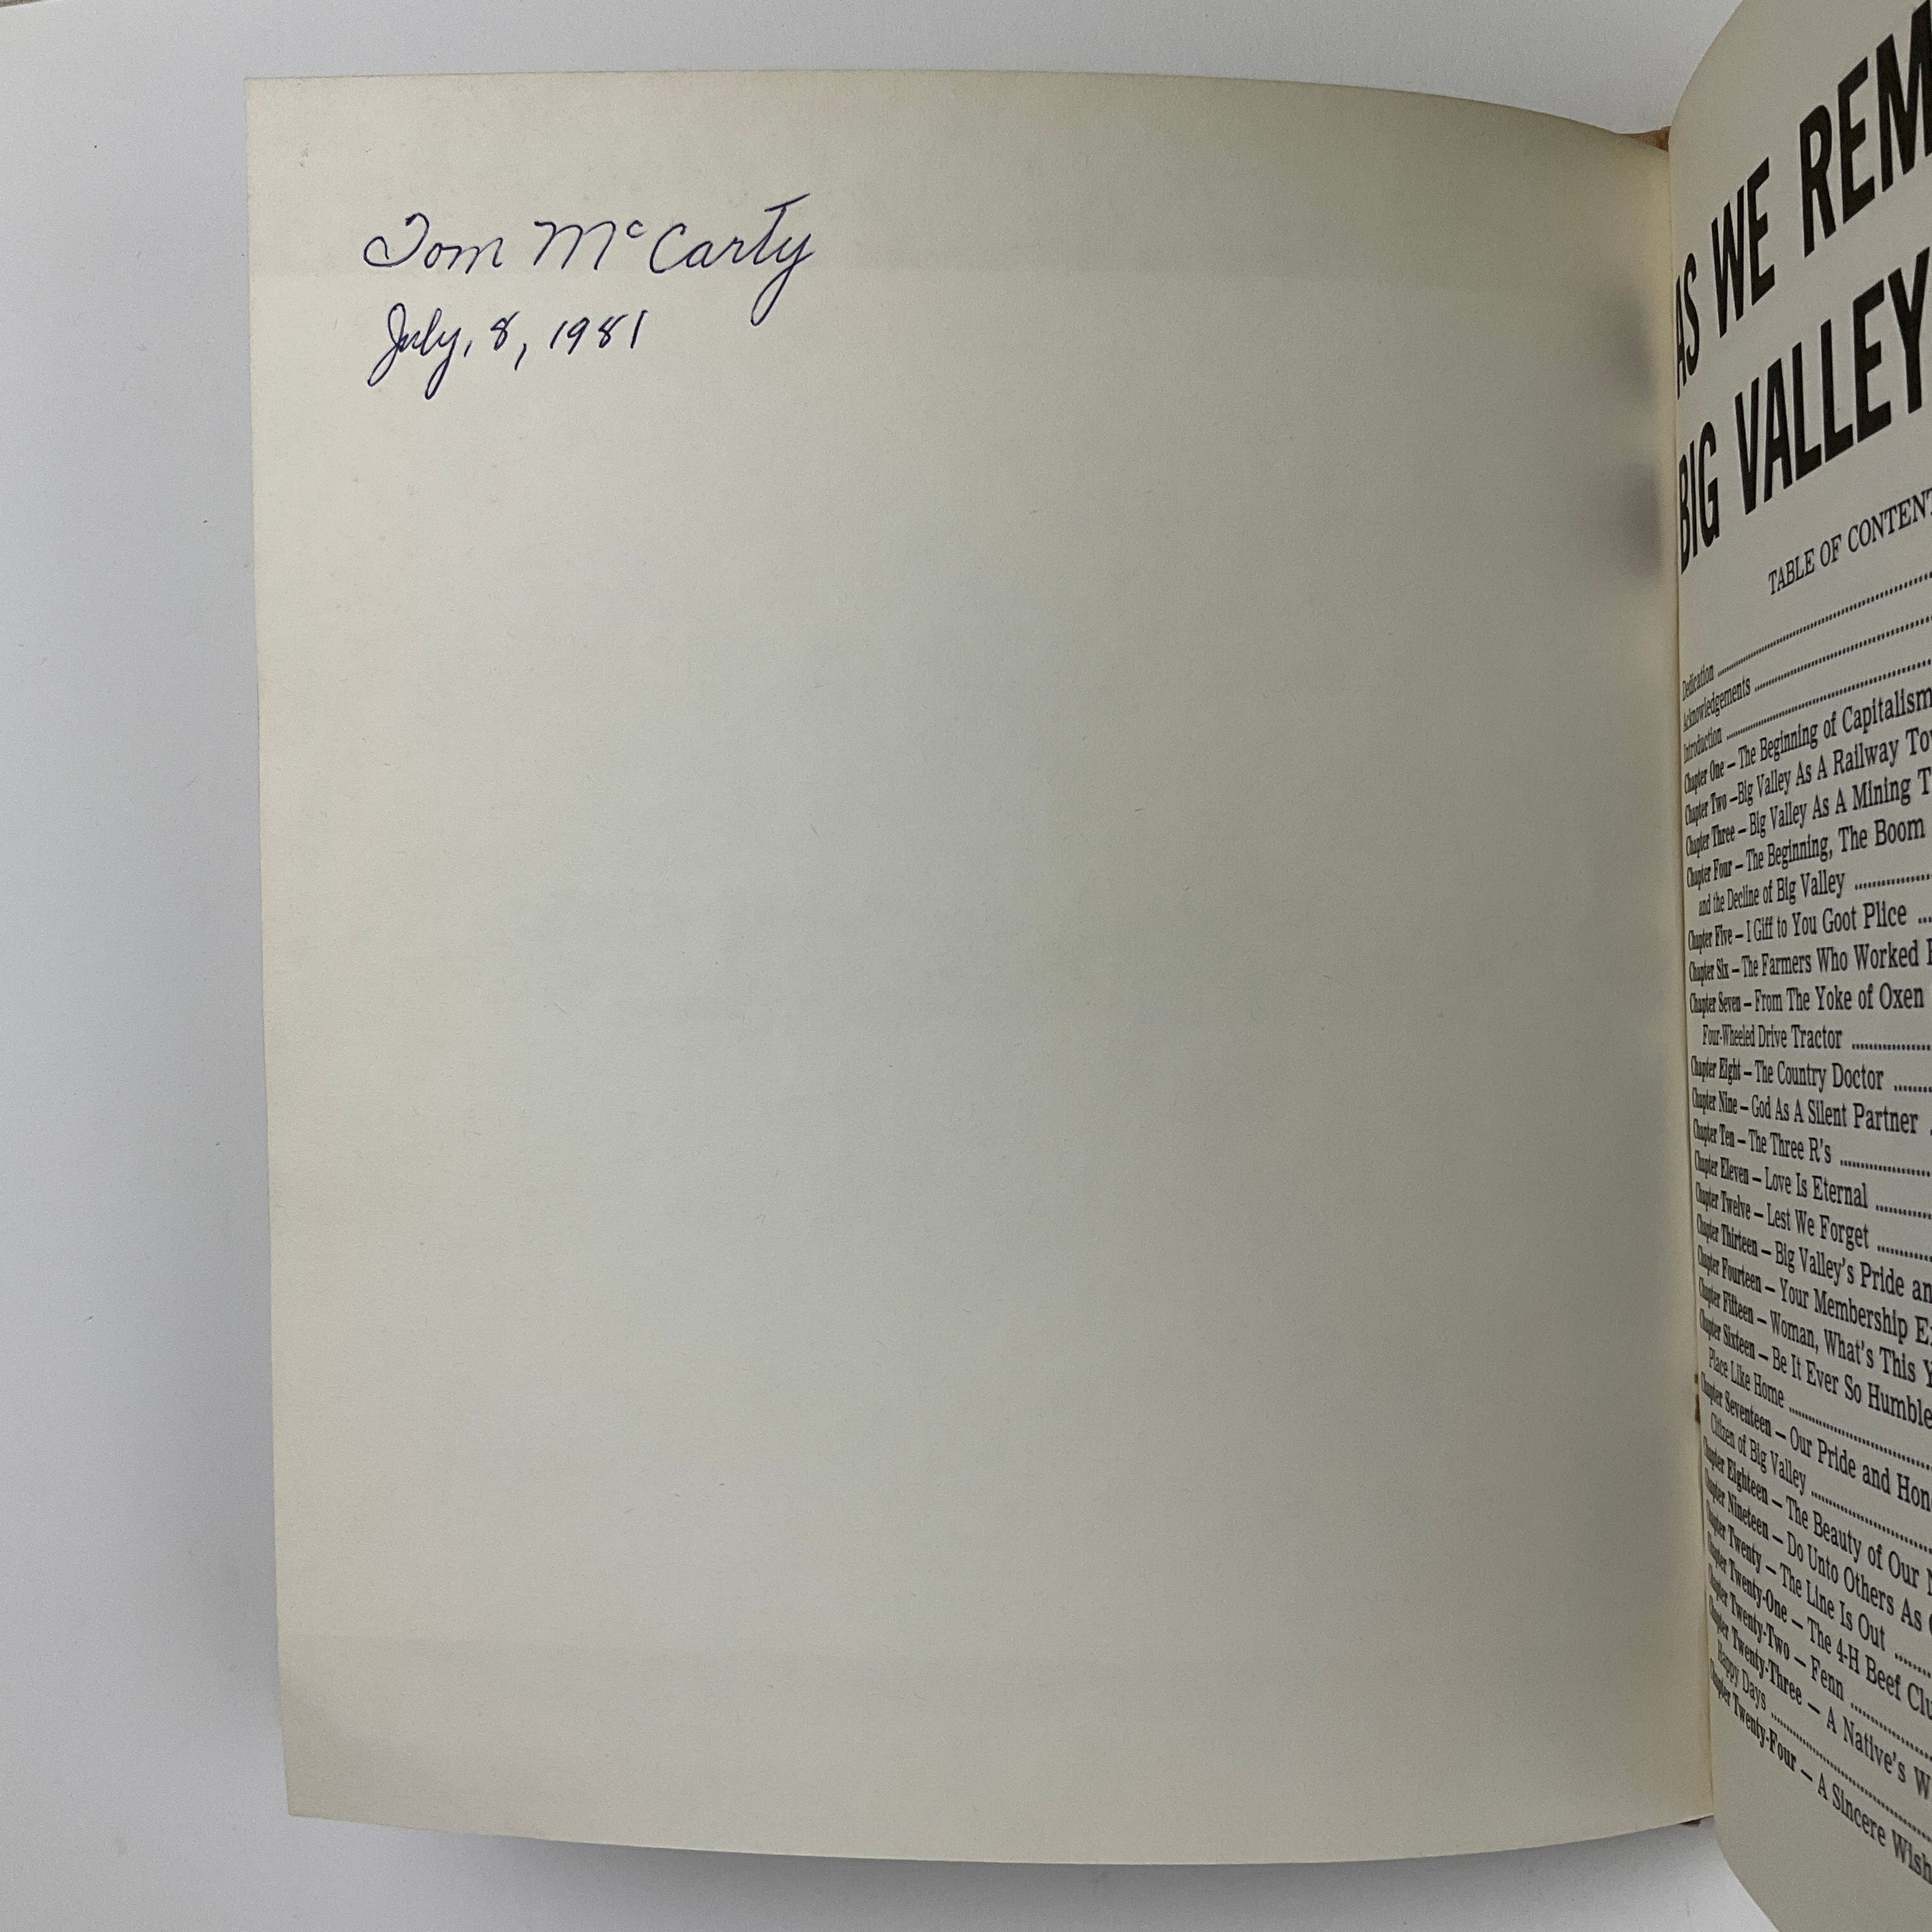 Tom McCarty
July, 8, 1981
AS WE REM
BIG VALLEY
TABLE OF CONTENT
Dedication
Acknowledgements
Introduction
Chapter One – The Beginning of Capitalism
Chapter Two – Big Valley As A Railway To
Chapter Three – Big Valley As A Mining T
Chapter Four – The Beginning, The Boom
and the Decline of Big Valley
Chapter Five – I Giff to You Goot Plice
Chapter Six – The Farmers Who Worked
Chapter Seven – From The Yoke of Oxen
Four-Wheeled Drive Tractor
Chapter Eight – The Country Doctor
Chapter Nine – God As A Silent Partner
Chapter Ten – The Three R's
Chapter Eleven – Love Is Eternal
Chapter Twelve – Lest We Forget
Chapter Thirteen – Big Valley's Pride an
Chapter Fourteen – Your Membership E
Chapter Fifteen – Woman, What's This Y
Chapter Sixteen – Be It Ever So Humble
Place Like Home
Chapter Seventeen – Our Pride and Hon
Citizen of Big Valley
Chapter Eighteen – The Beauty of Our
Chapter Nineteen – Do Unto Others As
Chapter Twenty – The Line Is Out
Chapter Twenty-One – The 4-H Beef Clu
Chapter Twenty-Two – Fenn
Chapter Twenty-Three – A Native's W
Happy Days
Chapter Twenty-Four – A Sincere Wish